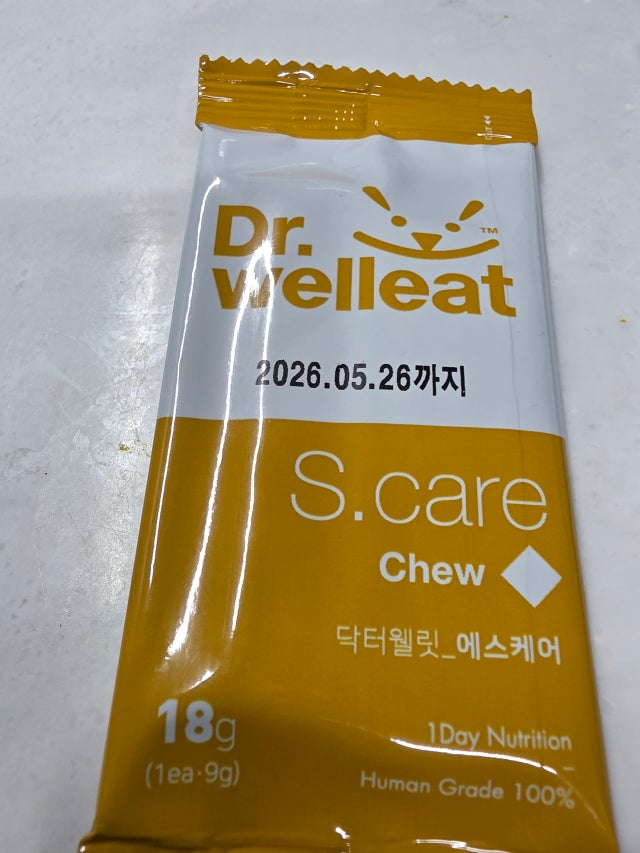 Dr.
welleat™
2026.05.26까지
S.care
Chew
닥터웰릿_에스케어
18g
(1ea·9g)
1Day Nutrition
–
Human Grade 100%